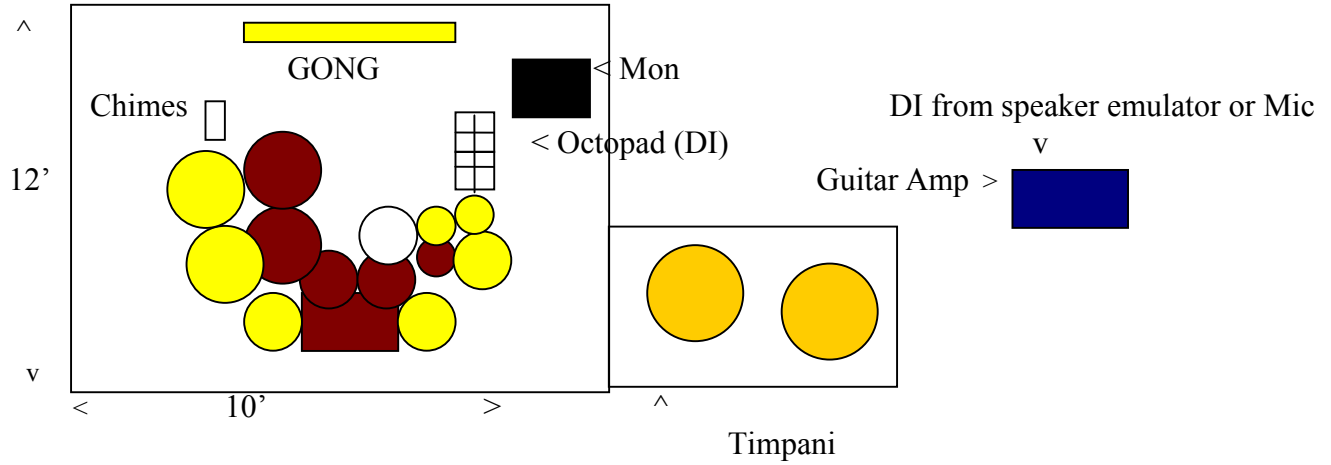 ^
GONG
< Mon
Chimes
DI from speaker emulator or Mic
v
< Octopad (DI)
12’
Guitar Amp >
v
< 10’ >
^
Timpani